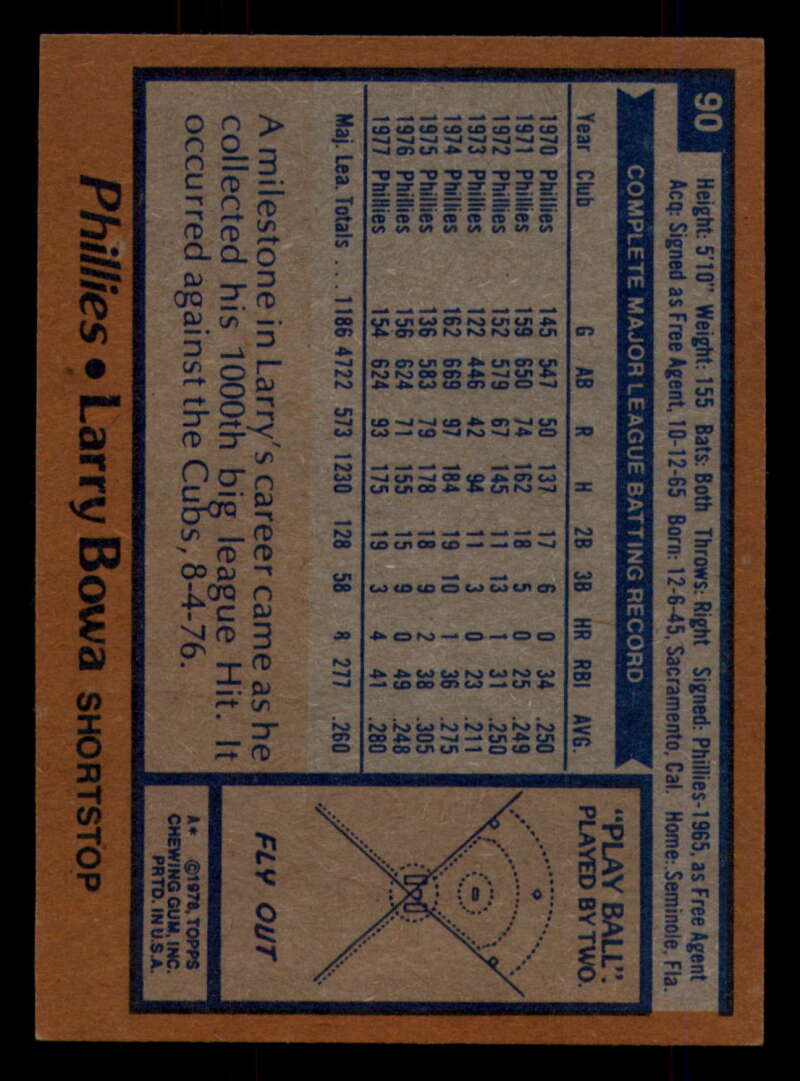 90
Height: 5'10", Weight: 155 Bats: Both Throws: Right Signed: Phillies-1965, as Free Agent
Acq: Signed as Free Agent, 10-12-65 Born: 12-6-45, Sacramento, Cal. Home: Seminole, Fla.
COMPLETE MAJOR LEAGUE BATTING RECORD
Year Club G AB R H 2B 3B HR RBI AVG.
1970 Phillies 145 547 50 137 17 6 0 34 .250
1971 Phillies 159 650 74 162 18 5 0 25 .249
1972 Phillies 152 579 67 145 11 13 1 31 .250
1973 Phillies 122 446 42 94 11 3 0 23 .211
1974 Phillies 162 669 97 184 19 10 1 36 .275
1975 Phillies 136 583 79 178 18 9 2 38 .305
1976 Phillies 156 624 71 155 15 9 0 49 .248
1977 Phillies 154 624 93 175 19 3 4 41 .280
Maj. Lea. Totals ... 1186 4722 573 1230 128 58 8 277 .260
A milestone in Larry's career came as he
collected his 1000th big league Hit. It
occurred against the Cubs, 8-4-76.
"PLAY BALL":
PLAYED BY TWO.
FLY OUT
A* ©1978, TOPPS
CHEWING GUM, INC.
PRTD. IN U.S.A.
Phillies • Larry Bowa SHORTSTOP